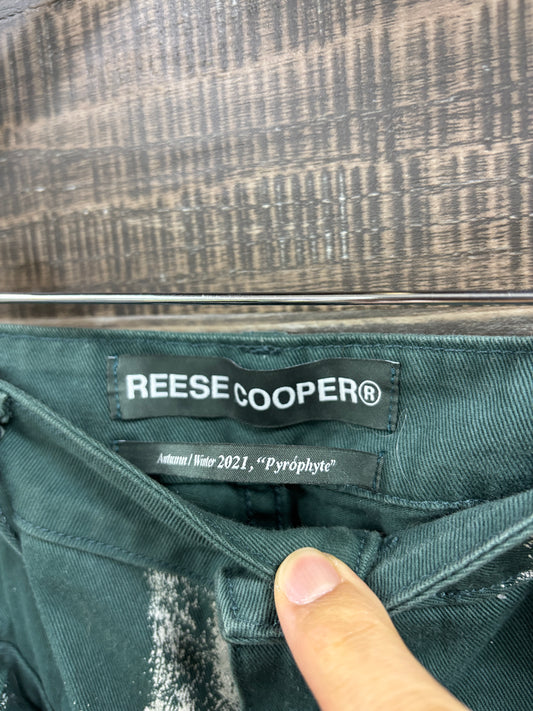 REESE COOPER®
Autumn / Winter 2021, “Pyróphyte”